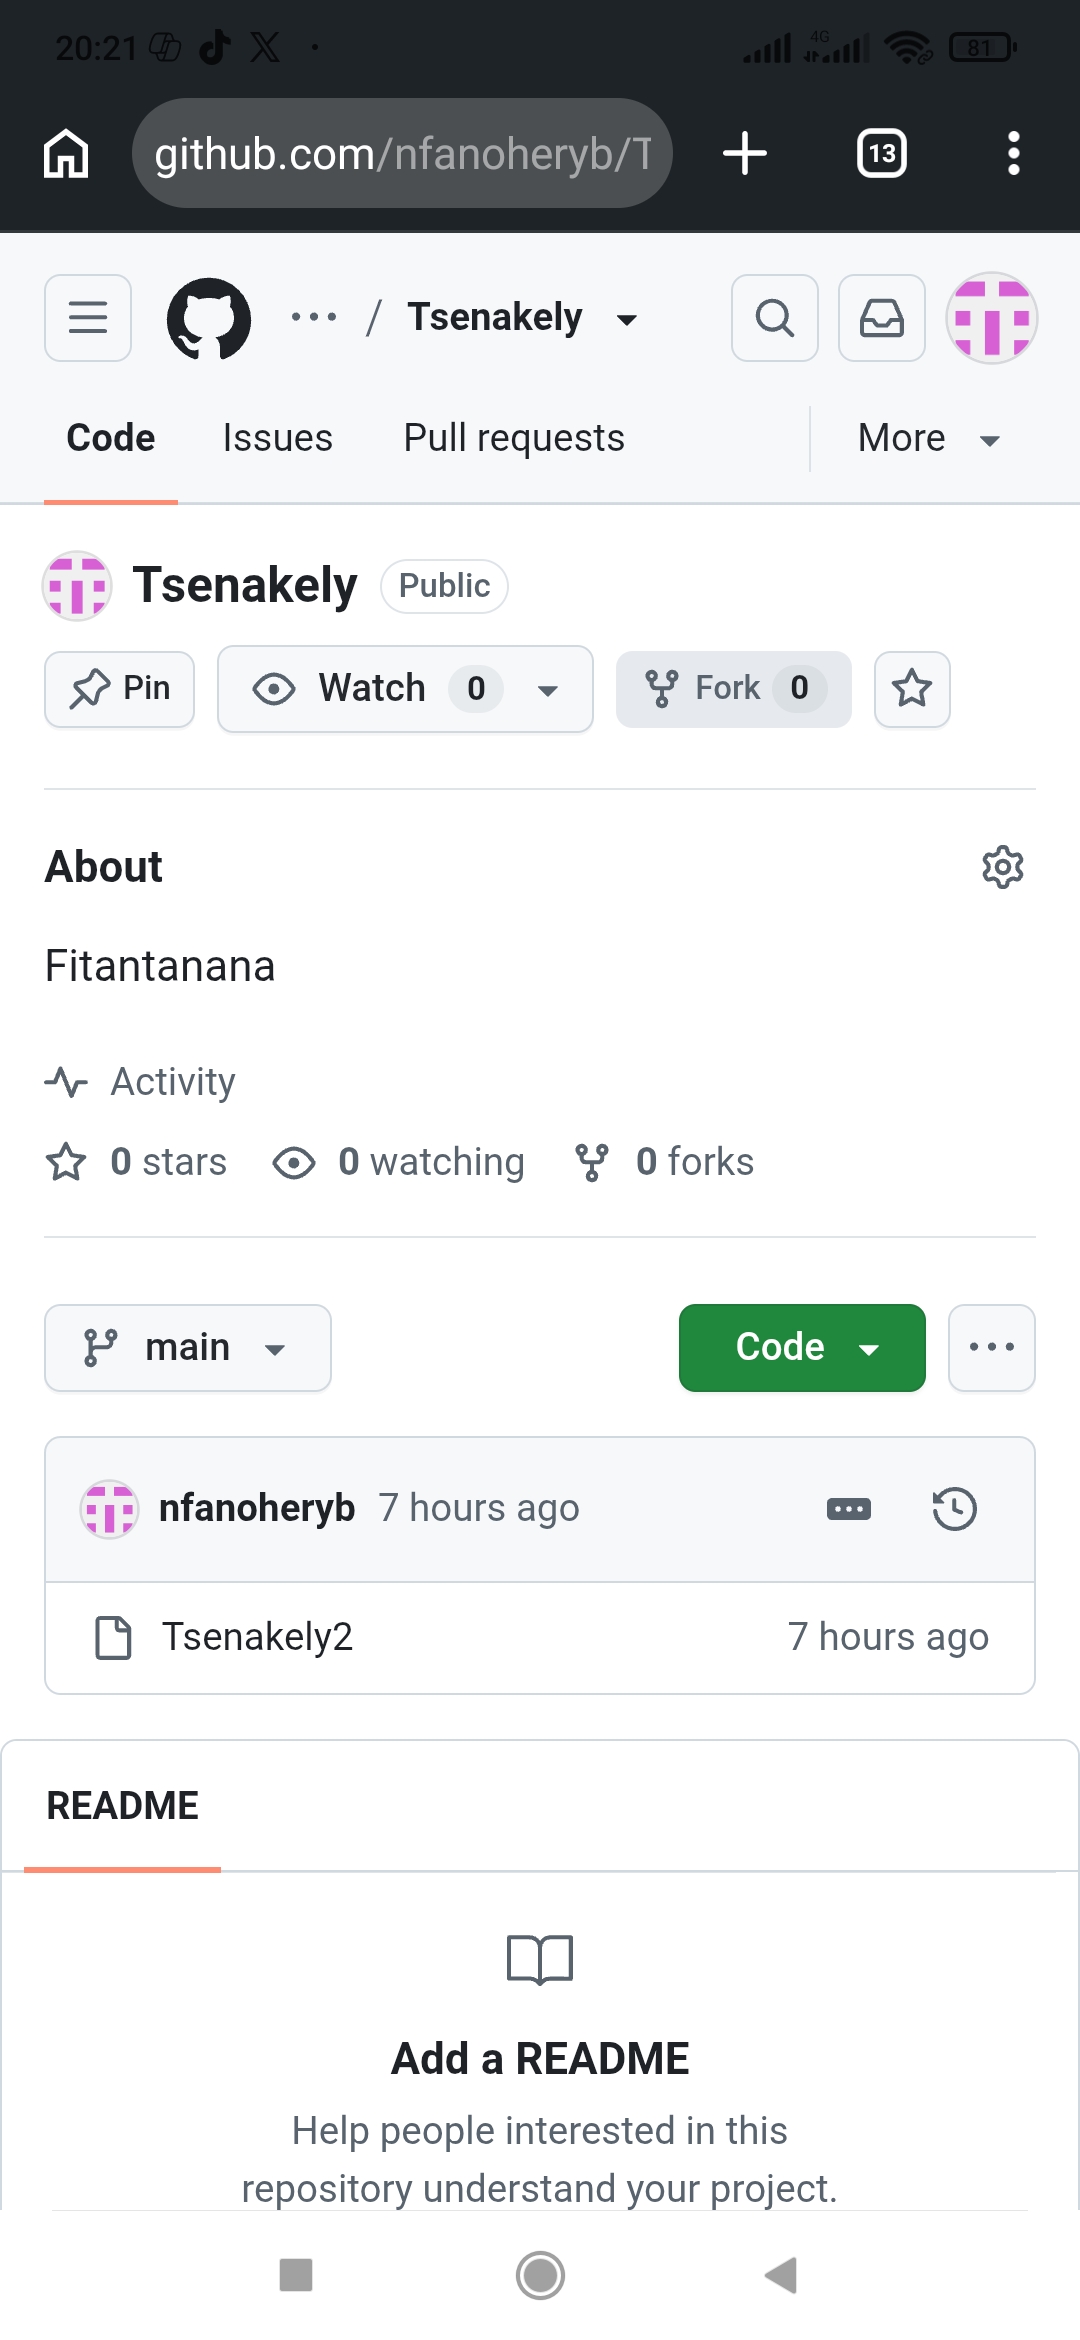 20:21 4G 81
github.com/nfanoheryb/T
13
/ Tsenakely
Code Issues Pull requests More
Tsenakely Public
Pin Watch 0 Fork 0
About
Fitantanana
Activity
0 stars 0 watching 0 forks
main Code
nfanoheryb 7 hours ago
Tsenakely2 7 hours ago
README
Add a README
Help people interested in this
repository understand your project.